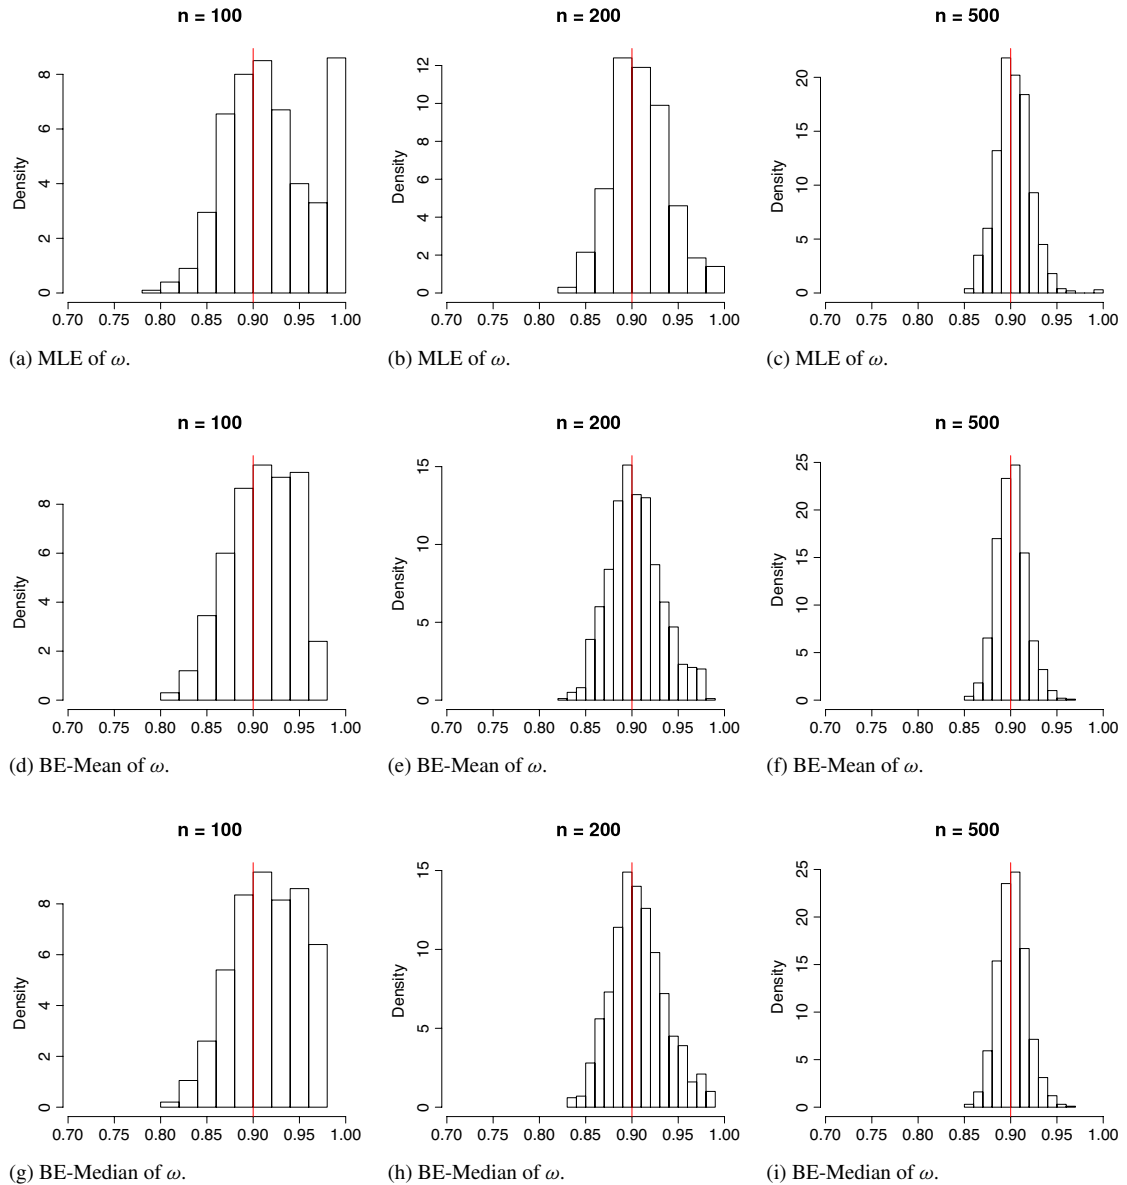 n = 100 n = 200 n = 500
Density 0 2 4 6 8
0.70 0.75 0.80 0.85 0.90 0.95 1.00
Density 0 2 4 6 8 10 12
0.70 0.75 0.80 0.85 0.90 0.95 1.00
Density 0 5 10 15 20
0.70 0.75 0.80 0.85 0.90 0.95 1.00
(a) MLE of ω. (b) MLE of ω. (c) MLE of ω.
n = 100 n = 200 n = 500
Density 0 2 4 6 8
0.70 0.75 0.80 0.85 0.90 0.95 1.00
Density 0 5 10 15
0.70 0.75 0.80 0.85 0.90 0.95 1.00
Density 0 5 10 15 20 25
0.70 0.75 0.80 0.85 0.90 0.95 1.00
(d) BE-Mean of ω. (e) BE-Mean of ω. (f) BE-Mean of ω.
n = 100 n = 200 n = 500
Density 0 2 4 6 8
0.70 0.75 0.80 0.85 0.90 0.95 1.00
Density 0 5 10 15
0.70 0.75 0.80 0.85 0.90 0.95 1.00
Density 0 5 10 15 20 25
0.70 0.75 0.80 0.85 0.90 0.95 1.00
(g) BE-Median of ω. (h) BE-Median of ω. (i) BE-Median of ω.